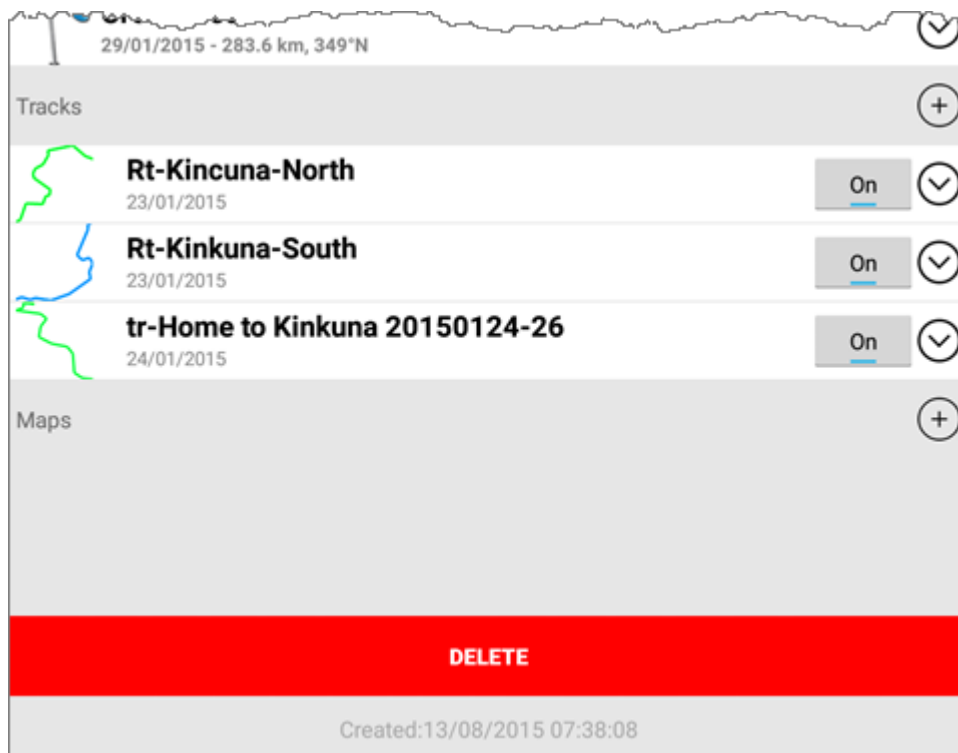 29/01/2015 - 283.6 km, 349°N
Tracks
Rt-Kincuna-North
23/01/2015
On
Rt-Kinkuna-South
23/01/2015
On
tr-Home to Kinkuna 20150124-26
24/01/2015
On
Maps
DELETE
Created:13/08/2015 07:38:08